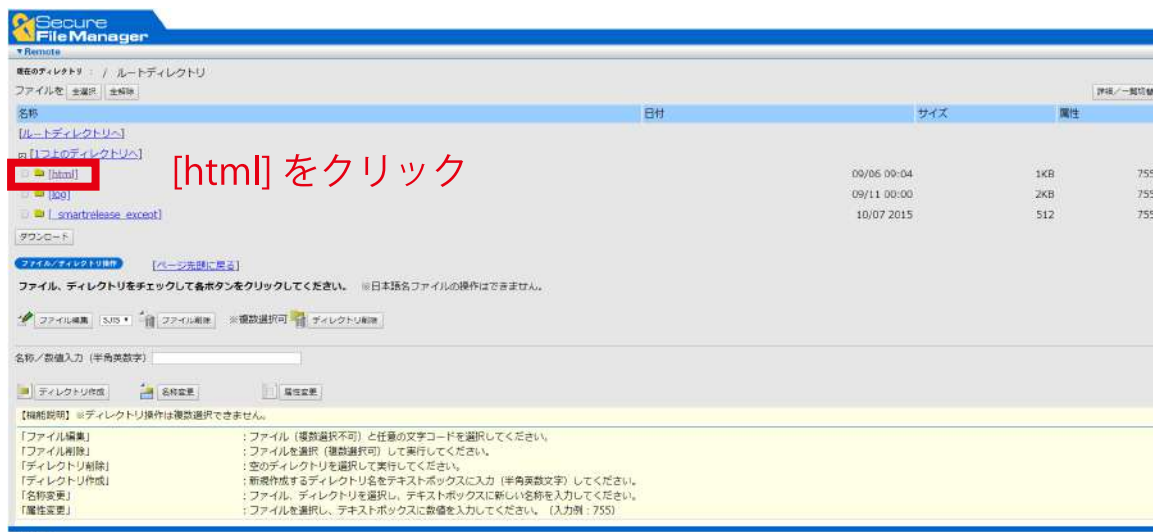 Secure
FileManager
▼Remote
現在のディレクトリ : / ルートディレクトリ
ファイルを 全選択 全解除
詳細／一覧切替
名称 日付 サイズ 属性
[ルートディレクトリへ]
[1つ上のディレクトリへ]
[html] 09/06 09:04 1KB 755
[html] をクリック
[log] 09/11 00:00 2KB 755
[_smartrelease_except] 10/07 2015 512 755
ダウンロード
ファイル/ディレクトリ操作 [ページ先頭に戻る]
ファイル、ディレクトリをチェックして各ボタンをクリックしてください。 ※日本語名ファイルの操作はできません。
ファイル編集 SJIS ▼ ファイル削除 ※複数選択可 ディレクトリ削除
名称／数値入力（半角英数字）
ディレクトリ作成 名称変更 属性変更
【機能説明】※ディレクトリ操作は複数選択できません。
「ファイル編集」 : ファイル（複数選択不可）と任意の文字コードを選択してください。
「ファイル削除」 : ファイルを選択（複数選択可）して実行してください。
「ディレクトリ削除」 : 空のディレクトリを選択して実行してください。
「ディレクトリ作成」 : 新規作成するディレクトリ名をテキストボックスに入力（半角英数文字）してください。
「名称変更」 : ファイル、ディレクトリを選択し、テキストボックスに新しい名称を入力してください。
「属性変更」 : ファイルを選択し、テキストボックスに数値を入力してください。（入力例：755）